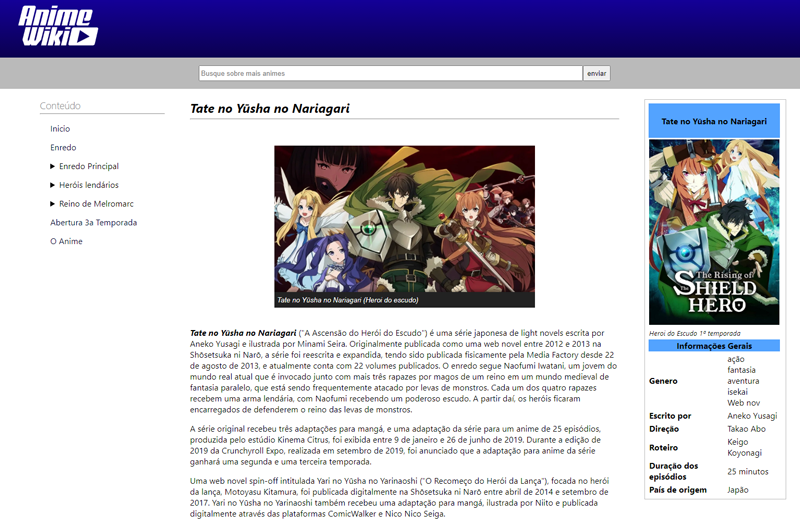 Anime
Wiki
Busque sobre mais animes
enviar
Conteúdo
Inicio
Enredo
Enredo Principal
Heróis lendários
Reino de Melromarc
Abertura 3a Temporada
O Anime
Tate no Yūsha no Nariagari
Tate no Yūsha no Nariagari (Heroi do escudo)
Tate no Yūsha no Nariagari ("A Ascensão do Herói do Escudo") é uma série japonesa de light novels escrita por
Aneko Yusagi e ilustrada por Minami Seira. Originalmente publicada como uma web novel entre 2012 e 2013 na
Shōsetsuka ni Narō, a série foi reescrita e expandida, tendo sido publicada fisicamente pela Media Factory desde 22
de agosto de 2013, e atualmente conta com 22 volumes publicados. O enredo segue Naofumi Iwatani, um jovem do
mundo real atual que é invocado junto com mais três rapazes por magos de um reino em um mundo medieval de
fantasia paralelo, que está sendo frequentemente atacado por levas de monstros. Cada um dos quatro rapazes
recebem uma arma lendária, com Naofumi recebendo um poderoso escudo. A partir daí, os heróis ficaram
encarregados de defenderem o reino das levas de monstros.
A série original recebeu três adaptações para mangá, e uma adaptação da série para um anime de 25 episódios,
produzida pelo estúdio Kinema Citrus, foi exibida entre 9 de janeiro e 26 de junho de 2019. Durante a edição de
2019 da Crunchyroll Expo, realizada em setembro de 2019, foi anunciado que a adaptação para anime da série
ganhará uma segunda e uma terceira temporada.
Uma web novel spin-off intitulada Yari no Yūsha no Yarinaoshi ("O Recomeço do Herói da Lança"), focada no herói
da lança, Motoyasu Kitamura, foi publicada digitalmente na Shōsetsuka ni Narō entre abril de 2014 e setembro de
2017. Yari no Yūsha no Yarinaoshi também recebeu uma adaptação para mangá, ilustrada por Niito e publicada
digitalmente através das plataformas ComicWalker e Nico Nico Seiga.
Tate no Yūsha no Nariagari
The Rising of
The SHIELD
HERO
Heroi do Escudo 1ª temporada
Informações Gerais
Genero
ação
fantasia
aventura
isekai
Web nov
Escrito por Aneko Yusagi
Direção Takao Abo
Roteiro Keigo
Koyonagi
Duração dos
episódios 25 minutos
País de origem Japão